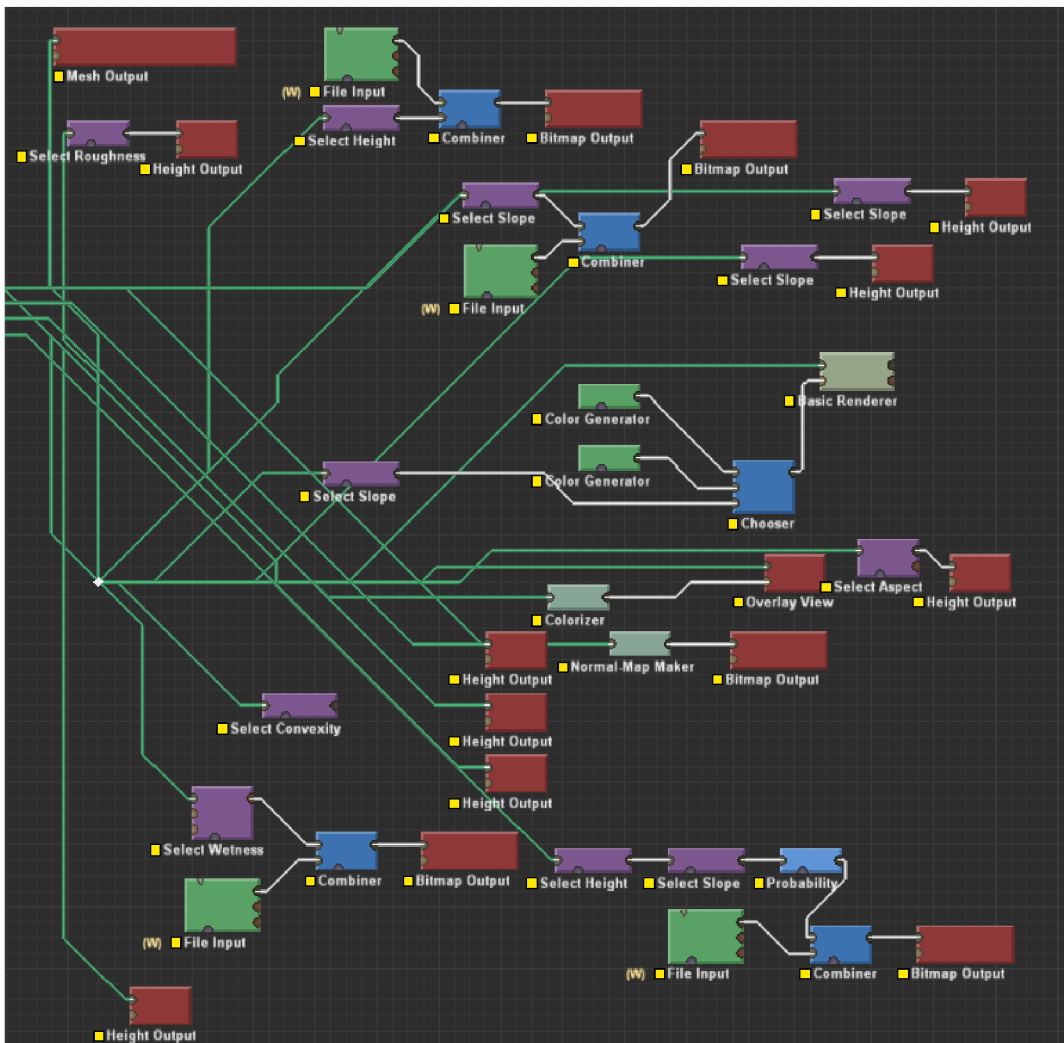 Mesh Output
(W) File Input
Select Height
Combiner
Bitmap Output
Select Roughness
Height Output
Bitmap Output
Select Slope
Select Slope
Height Output
Combiner
Select Slope
Height Output
(W) File Input
Basic Renderer
Color Generator
Color Generator
Select Slope
Chooser
Select Aspect
Overlay View
Height Output
Colorizer
Height Output
Normal-Map Maker
Bitmap Output
Select Convexity
Height Output
Height Output
Select Wetness
Combiner
Bitmap Output
Select Height
Select Slope
Probability
(W) File Input
(W) File Input
Combiner
Bitmap Output
Height Output